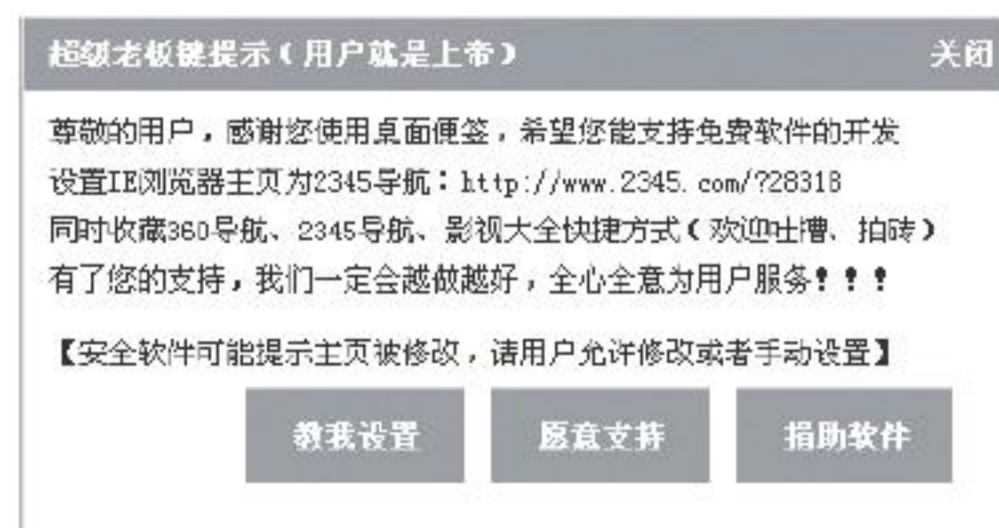 超级老板键提示(用户就是上帝) 关闭
尊敬的用户,感谢您使用桌面便签,希望您能支持免费软件的开发
设置IE浏览器主页为2345导航:http://www.2345.com/?28318
同时收藏360导航、2345导航、影视大全快捷方式(欢迎吐槽、拍砖)
有了您的支持,我们一定会越做越好,全心全意为用户服务!!!
【安全软件可能提示主页被修改,请用户允许修改或者手动设置】
教我设置 愿意支持 捐助软件